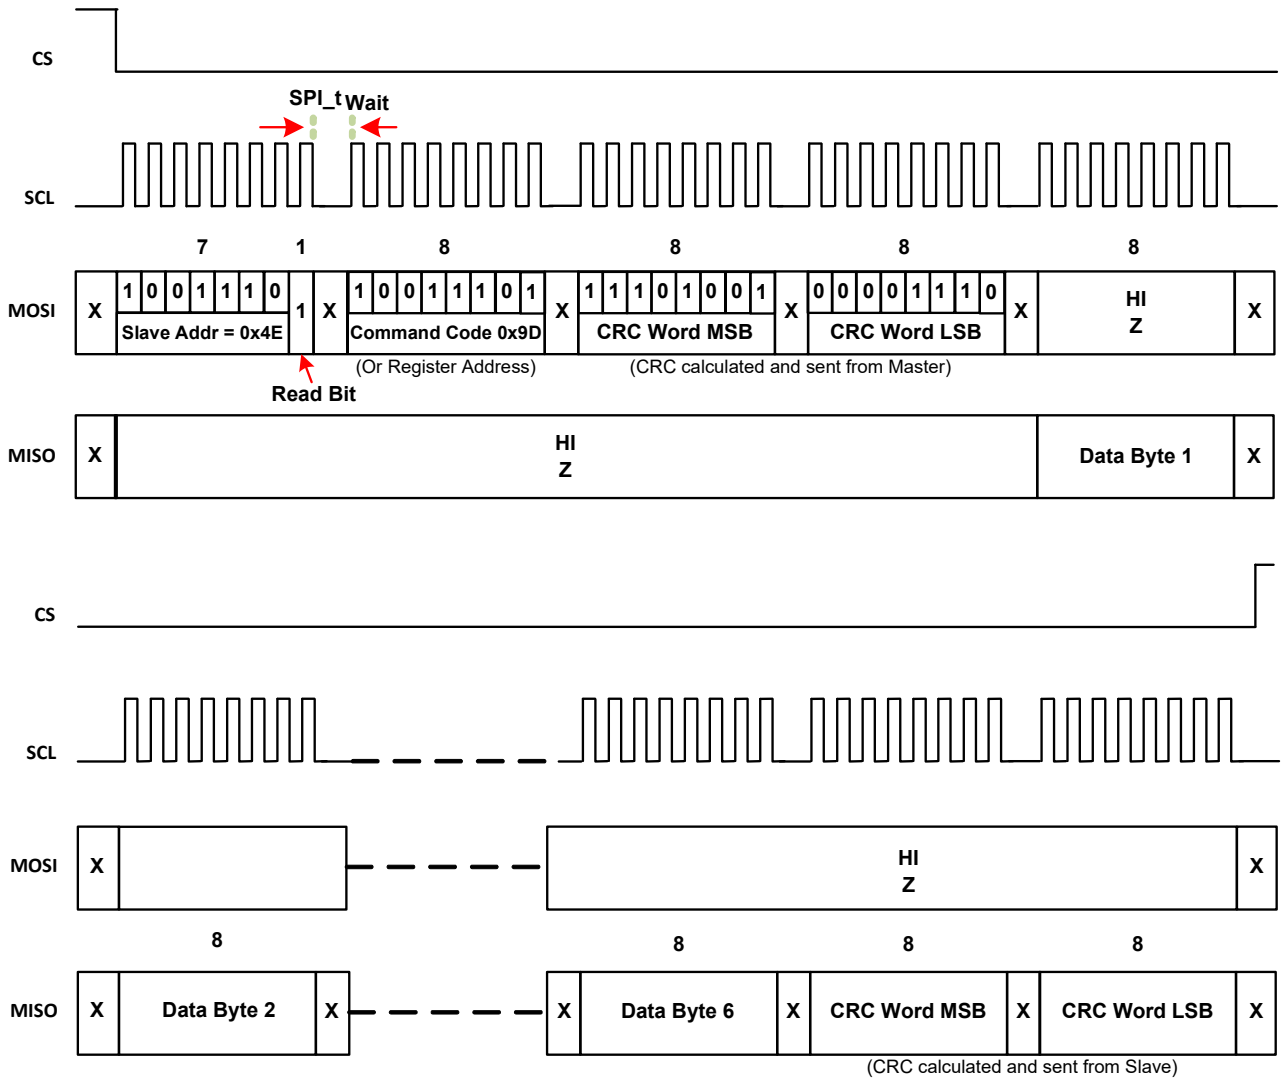 CS
SPI_t Wait
SCL
7 1 8 8 8 8
MOSI X 1 0 0 1 1 1 0 1 X 1 0 0 1 1 1 0 1 X 1 1 1 0 1 0 0 1 X 0 0 0 0 1 1 1 0 X HI X
Slave Addr = 0x4E Command Code 0x9D CRC Word MSB CRC Word LSB Z
(Or Register Address) (CRC calculated and sent from Master)
Read Bit
MISO X HI Data Byte 1 X
Z
CS
SCL
MOSI X HI X
Z
8 8 8 8
MISO X Data Byte 2 X X Data Byte 6 X CRC Word MSB X CRC Word LSB X
(CRC calculated and sent from Slave)